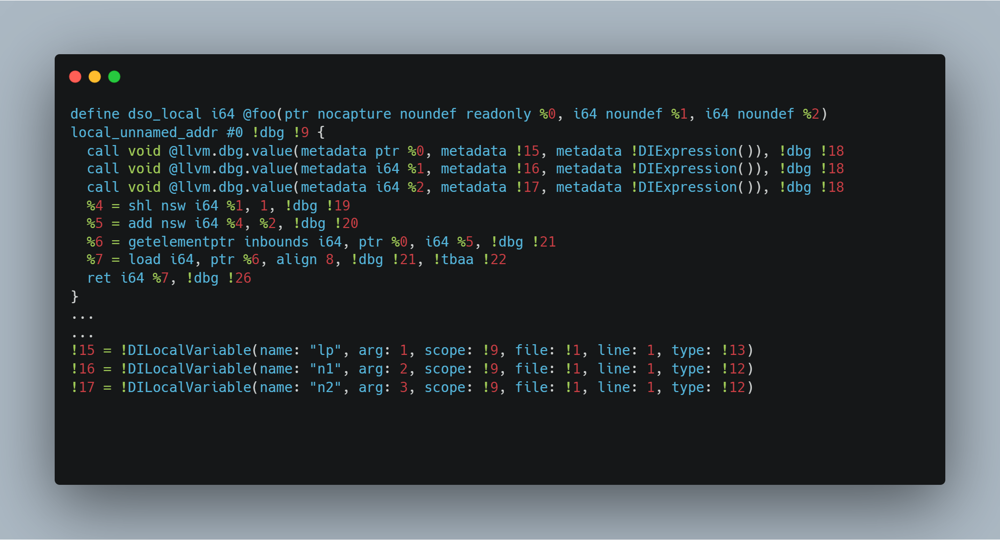 define dso_local i64 @foo(ptr nocapture noundef readonly %0, i64 noundef %1, i64 noundef %2)
local_unnamed_addr #0 !dbg !9 {
  call void @llvm.dbg.value(metadata ptr %0, metadata !15, metadata !DIExpression()), !dbg !18
  call void @llvm.dbg.value(metadata i64 %1, metadata !16, metadata !DIExpression()), !dbg !18
  call void @llvm.dbg.value(metadata i64 %2, metadata !17, metadata !DIExpression()), !dbg !18
  %4 = shl nsw i64 %1, 1, !dbg !19
  %5 = add nsw i64 %4, %2, !dbg !20
  %6 = getelementptr inbounds i64, ptr %0, i64 %5, !dbg !21
  %7 = load i64, ptr %6, align 8, !dbg !21, !tbaa !22
  ret i64 %7, !dbg !26
}
...
...
!15 = !DILocalVariable(name: "lp", arg: 1, scope: !9, file: !1, line: 1, type: !13)
!16 = !DILocalVariable(name: "n1", arg: 2, scope: !9, file: !1, line: 1, type: !12)
!17 = !DILocalVariable(name: "n2", arg: 3, scope: !9, file: !1, line: 1, type: !12)